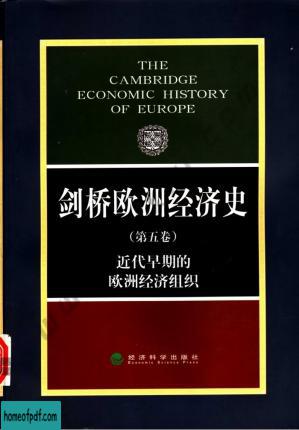 THE
CAMBRIDGE
ECONOMIC HISTORY
OF EUROPE
剑桥欧洲经济史
(第五卷)
近代早期的
欧洲经济组织
经济科学出版社
Economic Science Press
homeofpdf.com